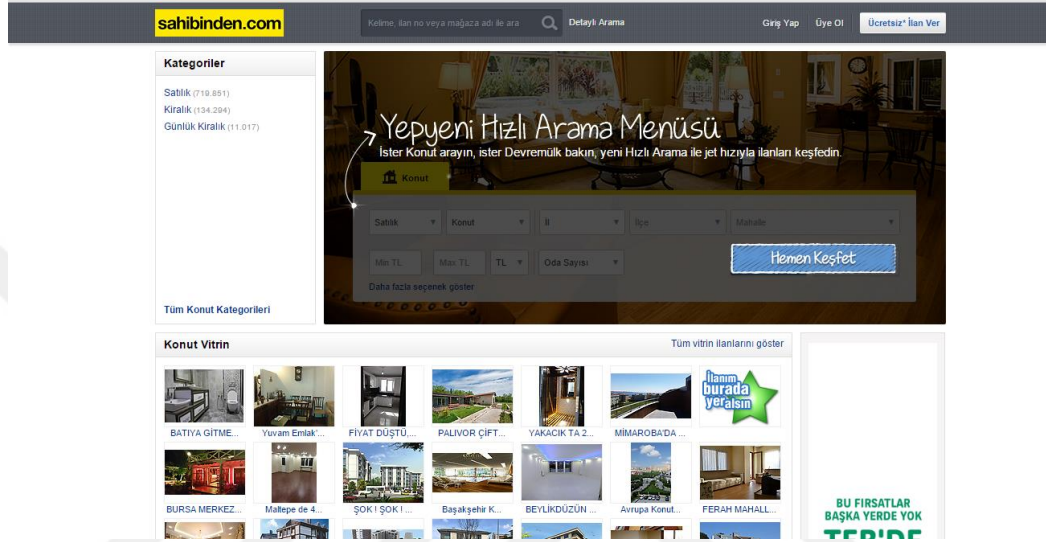 sahibinden.com
Kelime, ilan no veya mağaza adı ile ara
Detaylı Arama
Giriş Yap
Üye Ol
Ücretsiz* İlan Ver
Kategoriler
Satılık (719.851)
Kiralık (134.294)
Günlük Kiralık (11.017)
Tüm Konut Kategorileri
Yepyeni Hızlı Arama Menüsü
İster Konut arayın, ister Devremülk bakın, yeni Hızlı Arama ile jet hızıyla ilanları keşfedin.
Konut
Satılık
Konut
İl
İlçe
Mahalle
Min TL
Max TL
TL
Oda Sayısı
Hemen Keşfet
Daha fazla seçenek göster
Konut Vitrin
Tüm vitrin ilanlarını göster
İlanım
burada
yeralsın
BATIYA GİTME...
Yuvam Emlak'...
FİYAT DÜŞTÜ,...
PALIVOR ÇİFT...
YAKACIK TA 2...
MİMAROBA'DA ...
BURSA MERKEZ...
Maltepe de 4...
ŞOK ! ŞOK ! ...
Başakşehir K...
BEYLİKDÜZÜN ...
Avrupa Konut...
FERAH MAHALL...
BU FIRSATLAR
BAŞKA YERDE YOK
TEB'DE